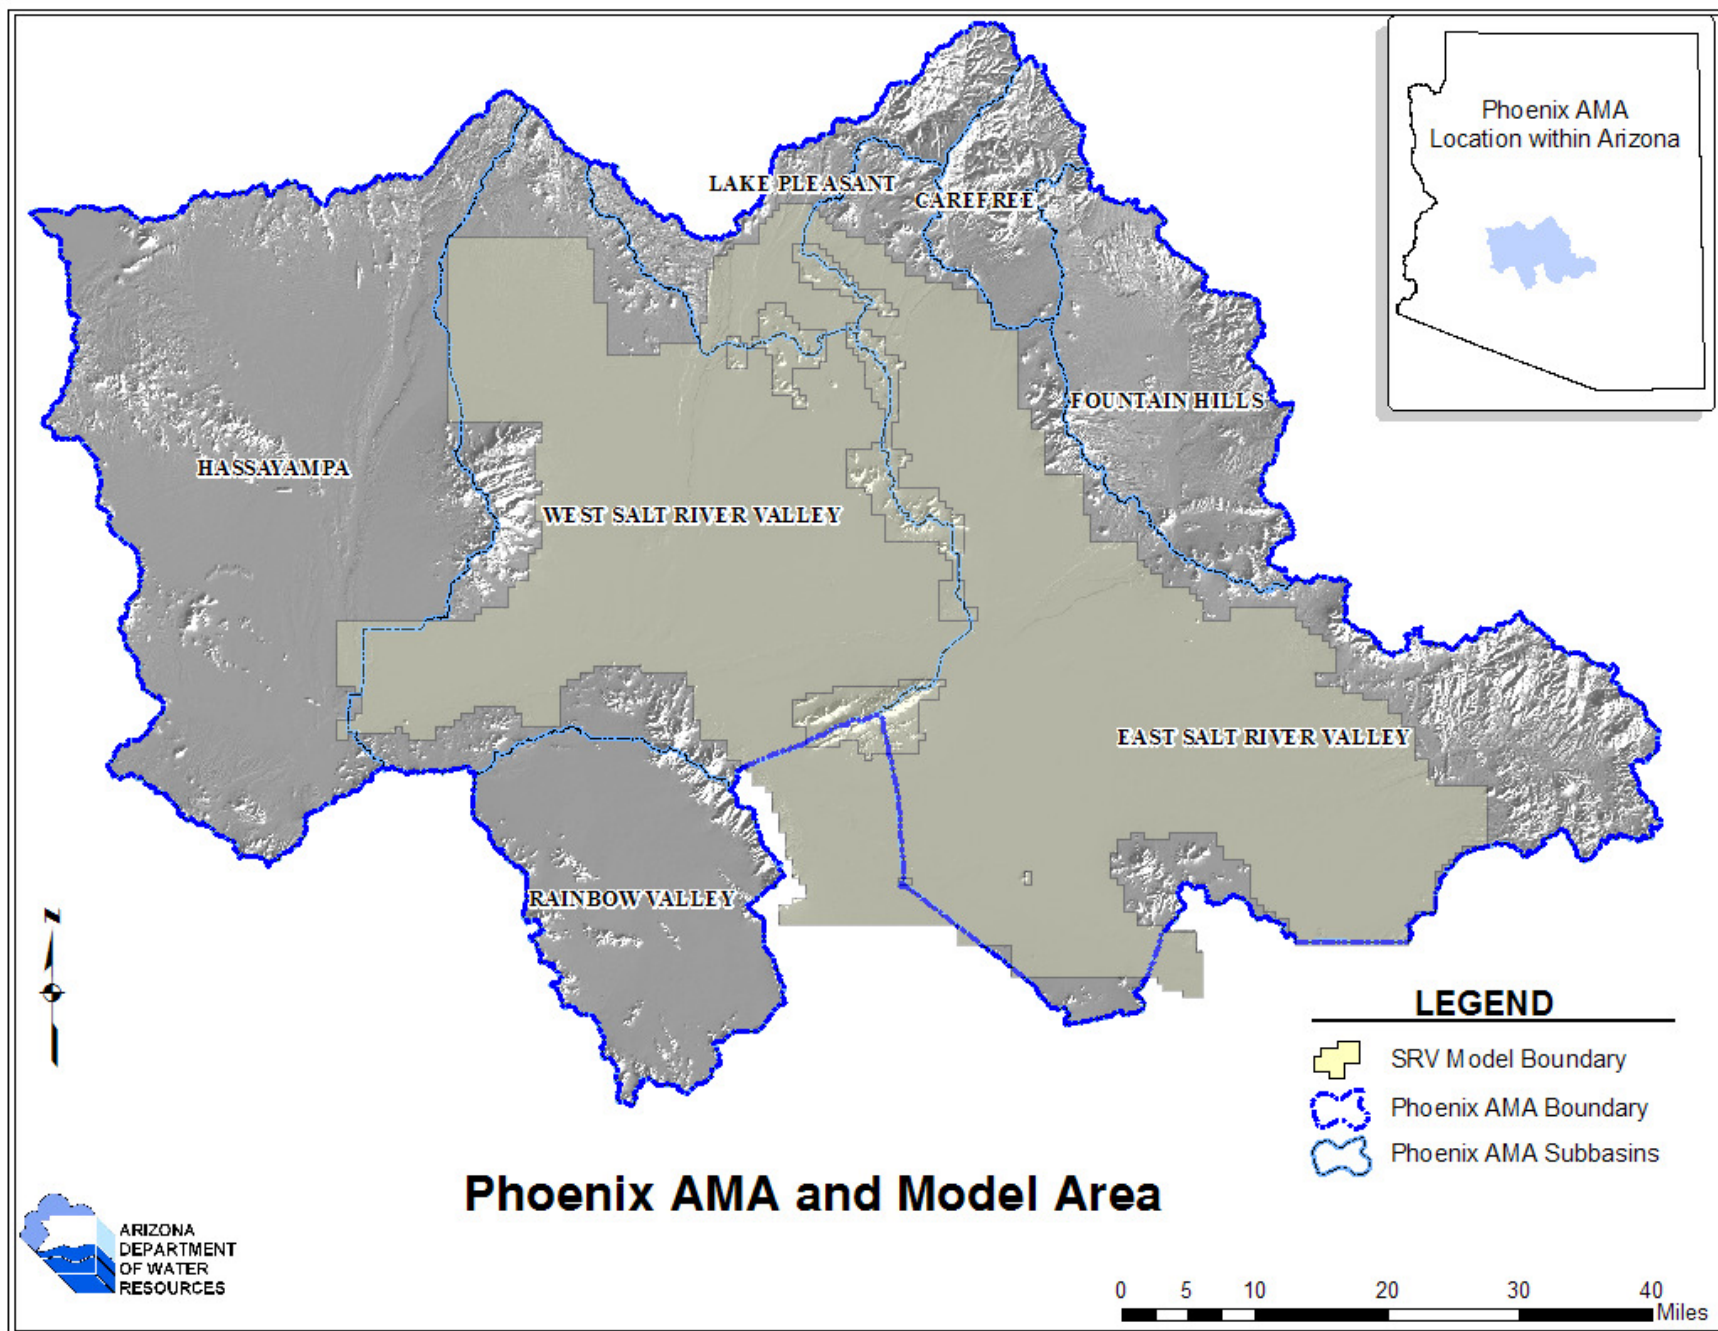 Phoenix AMA
Location within Arizona
LAKE PLEASANT
CAREFREE
FOUNTAIN HILLS
HASSAYAMPA
WEST SALT RIVER VALLEY
EAST SALT RIVER VALLEY
RAINBOW VALLEY
N
LEGEND
SRV Model Boundary
Phoenix AMA Boundary
Phoenix AMA Subbasins
Phoenix AMA and Model Area
ARIZONA
DEPARTMENT
OF WATER
RESOURCES
0 5 10 20 30 40
Miles